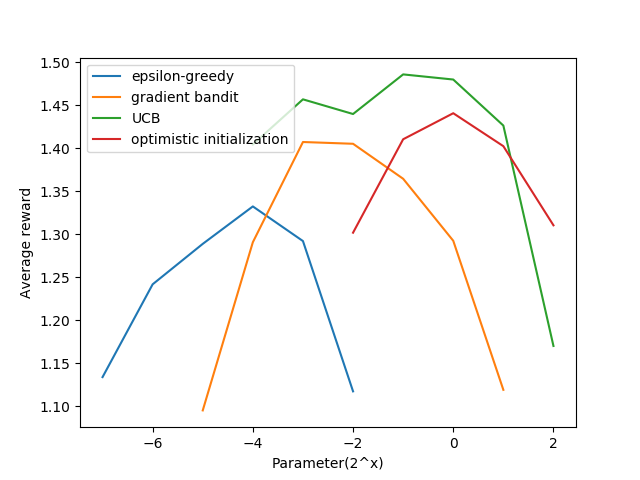 epsilon-greedy
gradient bandit
UCB
optimistic initialization
1.50
1.45
1.40
1.35
1.30
1.25
1.20
1.15
1.10
Average reward
−6 −4 −2 0 2
Parameter(2^x)